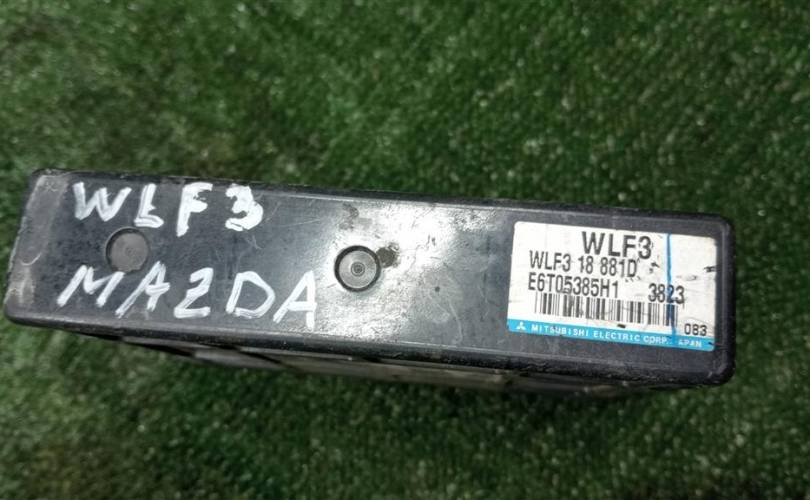 WLF3
MAZDA
WLF3
WLF3 18 881D
E6T05385H1 3823
083
MITSUBISHI ELECTRIC CORP. JAPAN